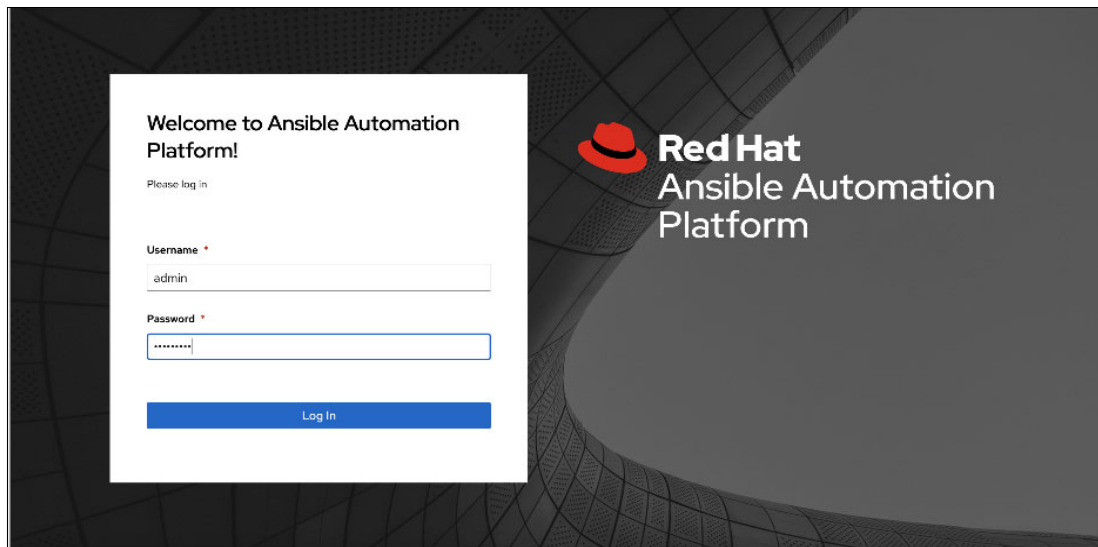 Welcome to Ansible Automation
Platform!
Please log in
Username *
admin
Password *
•••••••••
Log In
Red Hat
Ansible Automation
Platform